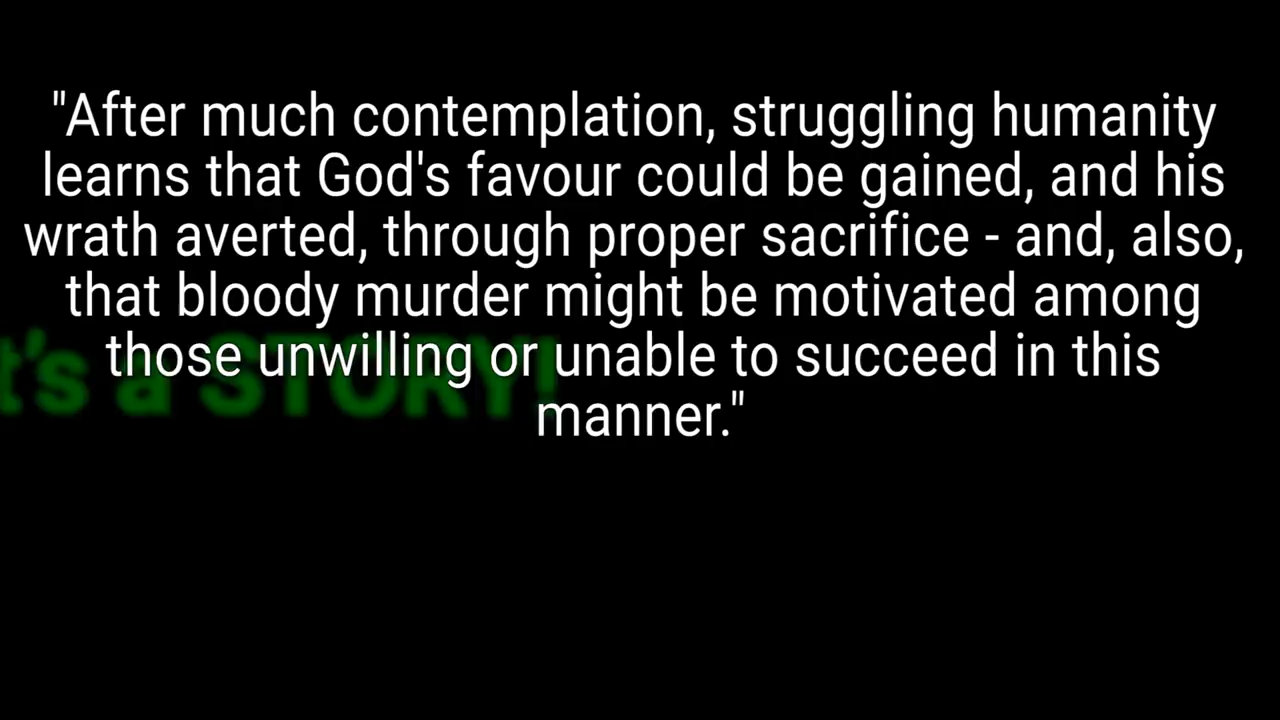 "After much contemplation, struggling humanity
learns that God's favour could be gained, and his
wrath averted, through proper sacrifice - and, also,
that bloody murder might be motivated among
those unwilling or unable to succeed in this
manner."
t's a STORY!